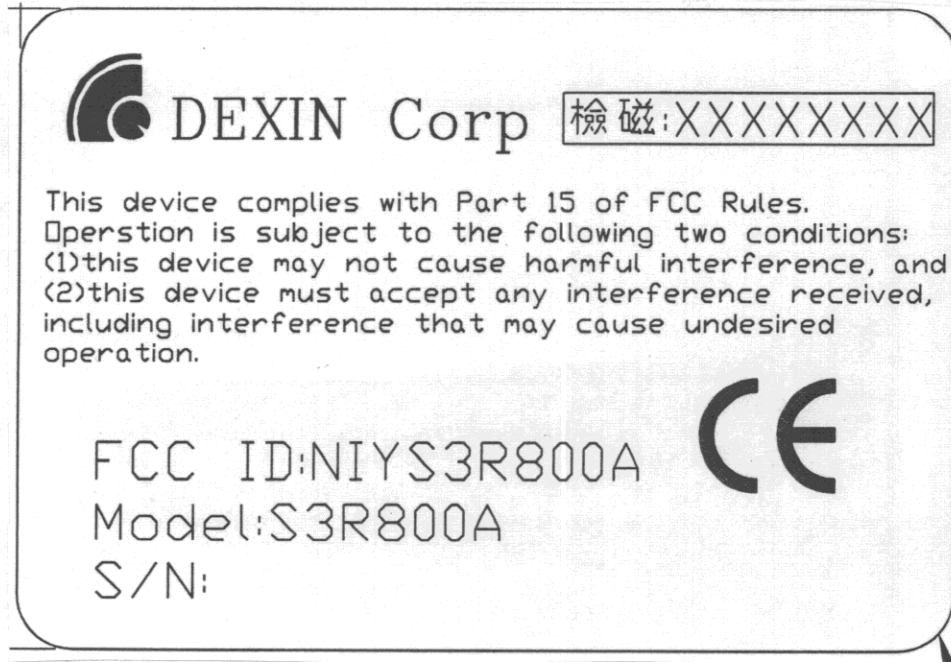 DEXIN Corp
檢磁:XXXXXXXX
This device complies with Part 15 of FCC Rules.
Operstion is subject to the following two conditions:
(1)this device may not cause harmful interference, and
(2)this device must accept any interference received,
including interference that may cause undesired
operation.
CE
FCC ID:NIYS3R800A
Model:S3R800A
S/N: